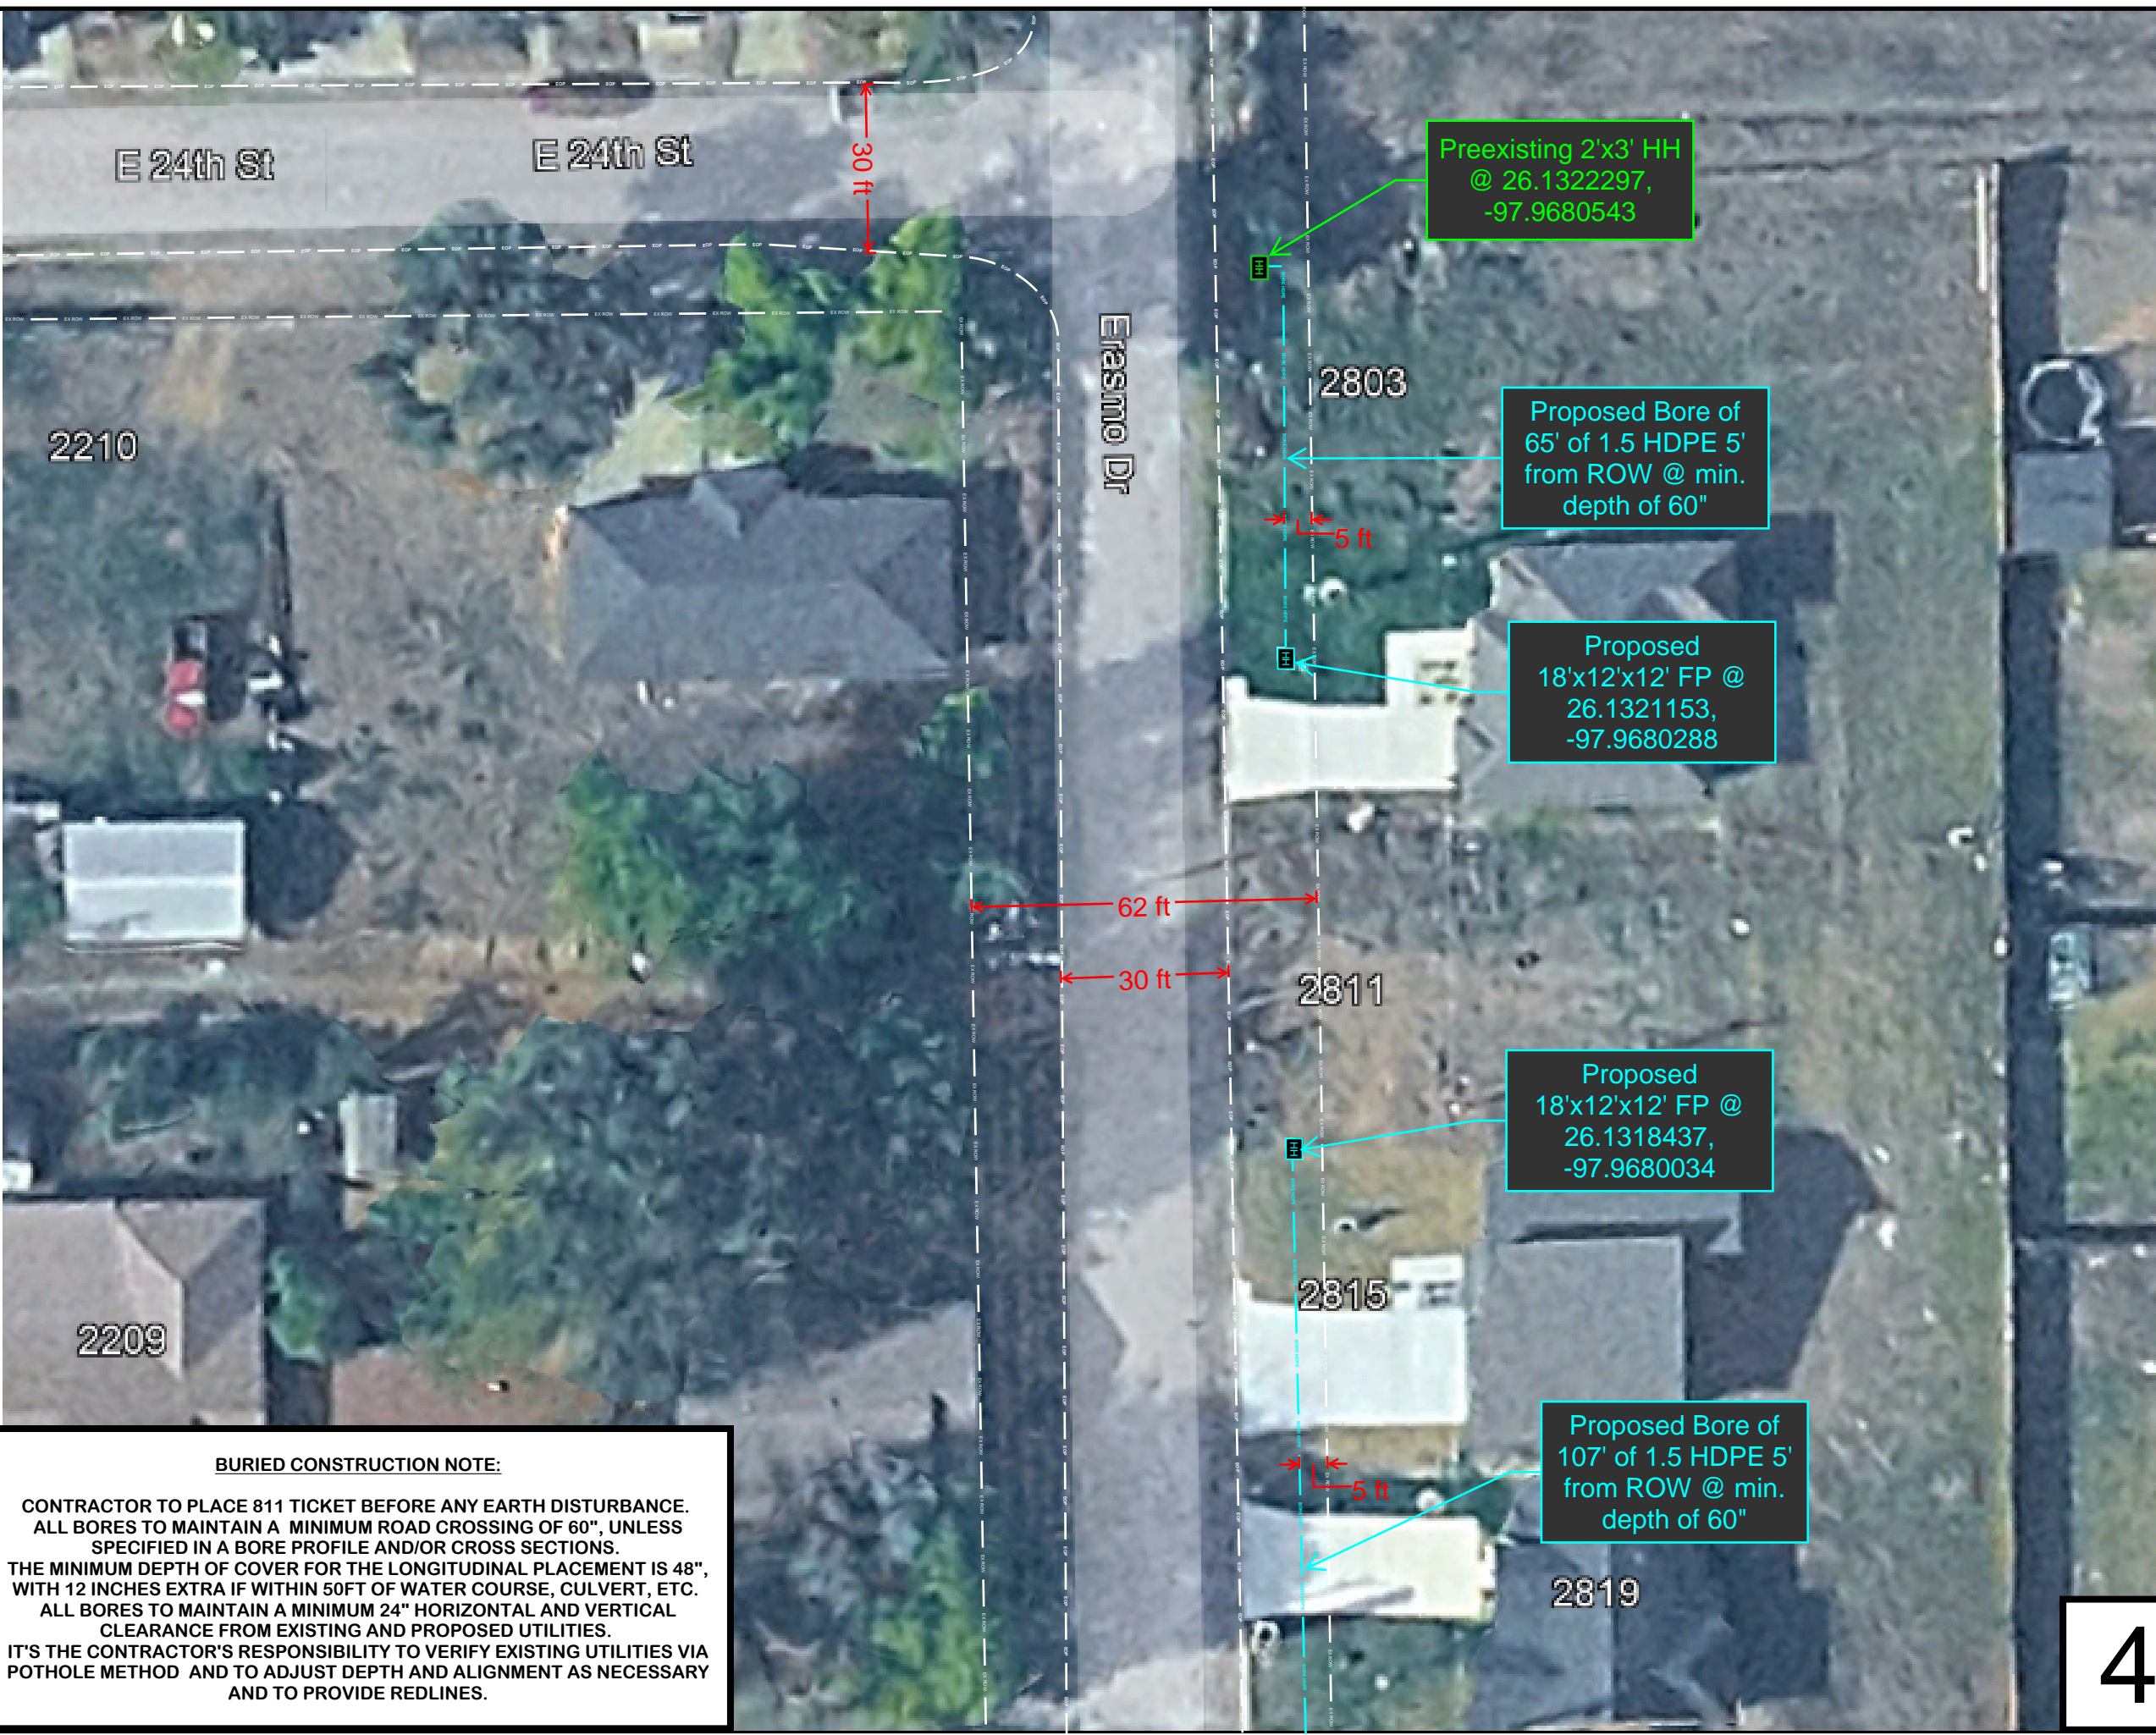 E 24th St
E 24th St
30 ft
Preexisting 2'x3' HH
@ 26.1322297,
-97.9680543
HH
Erasmo Dr
2803
2210
Proposed Bore of
65' of 1.5 HDPE 5'
from ROW @ min.
depth of 60"
5 ft
HH
Proposed
18'x12'x12' FP @
26.1321153,
-97.9680288
62 ft
30 ft
2811
Proposed
18'x12'x12' FP @
26.1318437,
-97.9680034
HH
2815
2209
Proposed Bore of
107' of 1.5 HDPE 5'
from ROW @ min.
depth of 60"
5 ft
2819
BURIED CONSTRUCTION NOTE:
CONTRACTOR TO PLACE 811 TICKET BEFORE ANY EARTH DISTURBANCE.
ALL BORES TO MAINTAIN A MINIMUM ROAD CROSSING OF 60", UNLESS
SPECIFIED IN A BORE PROFILE AND/OR CROSS SECTIONS.
THE MINIMUM DEPTH OF COVER FOR THE LONGITUDINAL PLACEMENT IS 48",
WITH 12 INCHES EXTRA IF WITHIN 50FT OF WATER COURSE, CULVERT, ETC.
ALL BORES TO MAINTAIN A MINIMUM 24" HORIZONTAL AND VERTICAL
CLEARANCE FROM EXISTING AND PROPOSED UTILITIES.
IT'S THE CONTRACTOR'S RESPONSIBILITY TO VERIFY EXISTING UTILITIES VIA
POTHOLE METHOD AND TO ADJUST DEPTH AND ALIGNMENT AS NECESSARY
AND TO PROVIDE REDLINES.
4